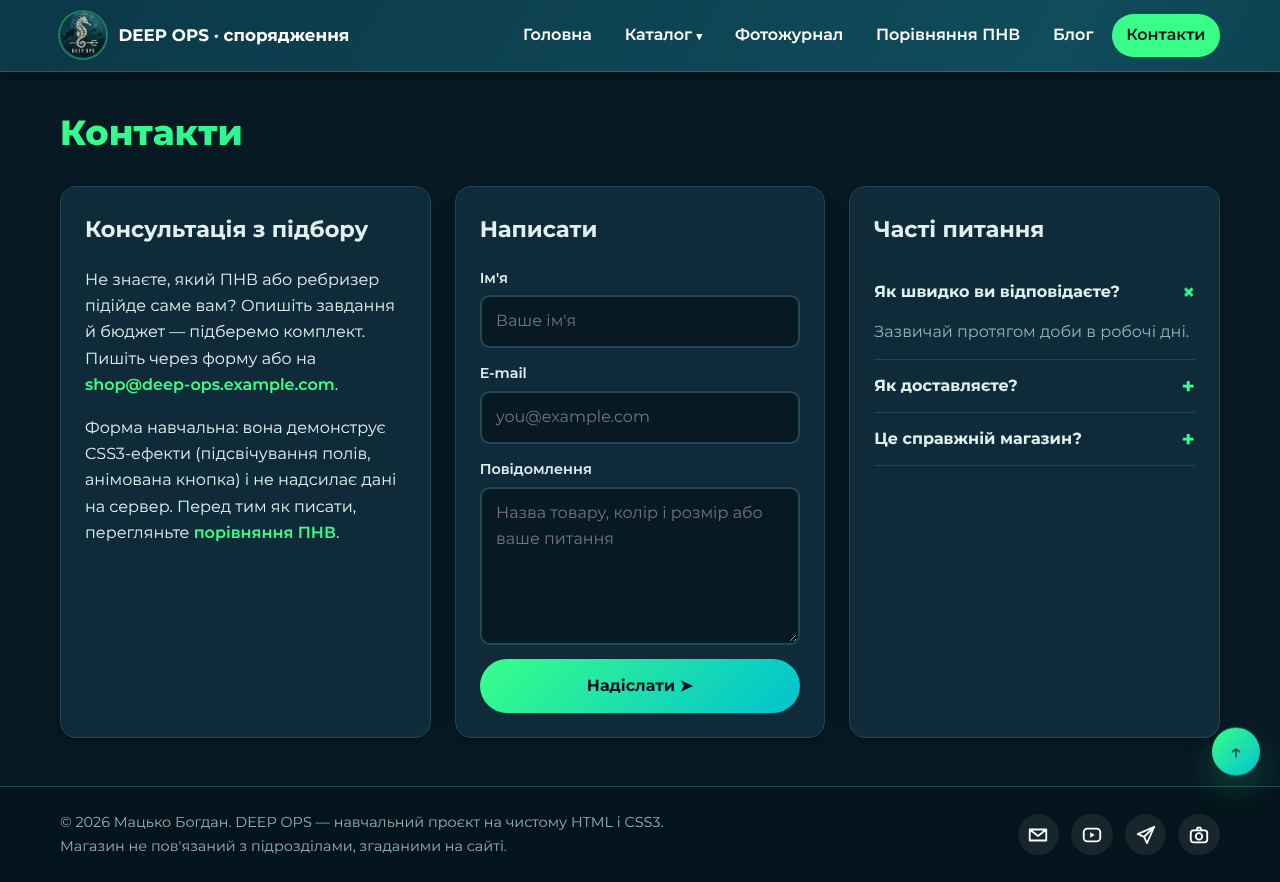 DEEP OPS
DEEP OPS · спорядження
Головна
Каталог ▾
Фотожурнал
Порівняння ПНВ
Блог
Контакти
Контакти
Консультація з підбору
Не знаєте, який ПНВ або ребризер
підійде саме вам? Опишіть завдання
й бюджет — підберемо комплект.
Пишіть через форму або на
shop@deep-ops.example.com.
Форма навчальна: вона демонструє
CSS3-ефекти (підсвічування полів,
анімована кнопка) і не надсилає дані
на сервер. Перед тим як писати,
перегляньте порівняння ПНВ.
Написати
Ім'я
Ваше ім'я
E-mail
you@example.com
Повідомлення
Назва товару, колір і розмір або
ваше питання
Надіслати ➤
Часті питання
Як швидко ви відповідаєте?
Зазвичай протягом доби в робочі дні.
Як доставляєте? +
Це справжній магазин? +
↑
© 2026 Мацько Богдан. DEEP OPS — навчальний проєкт на чистому HTML і CSS3.
Магазин не пов'язаний з підрозділами, згаданими на сайті.